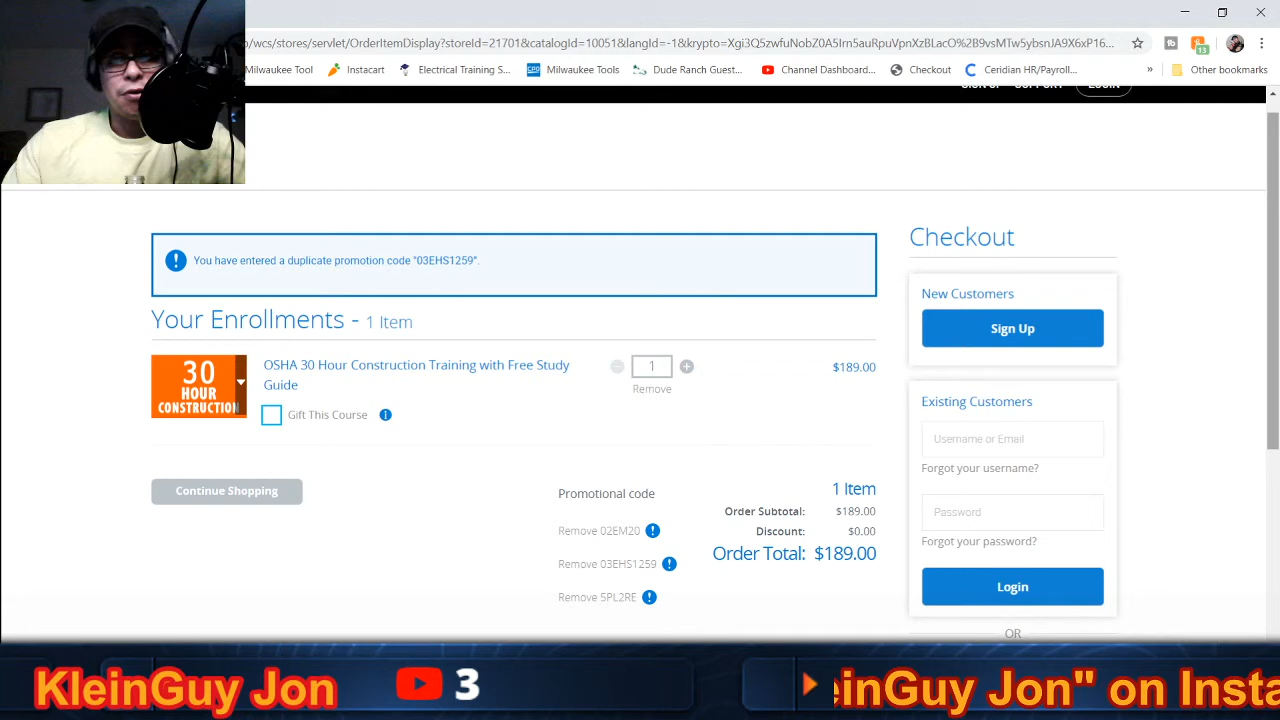 /wcs/stores/servlet/OrderItemDisplay?storeId=21701&catalogId=10051&langId=-1&krypto=
13
Milwaukee Tool
Instacart
Electrical Training S...
CPO
Milwaukee Tools
Dude Ranch Guest...
Channel Dashboard...
Checkout
Ceridian HR/Payroll...
»
Other bookmarks
SIGN UP
SUPPORT
LOGIN
You have entered a duplicate promotion code "03EHS1259".
Your Enrollments - 1 Item
30
HOUR
CONSTRUCTION
OSHA 30 Hour Construction Training with Free Study
Guide
1
Remove
$189.00
Gift This Course
Continue Shopping
Promotional code
Remove 02EM20
Remove 03EHS1259
Remove 5PL2RE
1 Item
Order Subtotal: $189.00
Discount: $0.00
Order Total: $189.00
Checkout
New Customers
Sign Up
Existing Customers
Username or Email
Forgot your username?
Password
Forgot your password?
Login
OR
KleinGuy Jon
3
einGuy Jon" on Insta